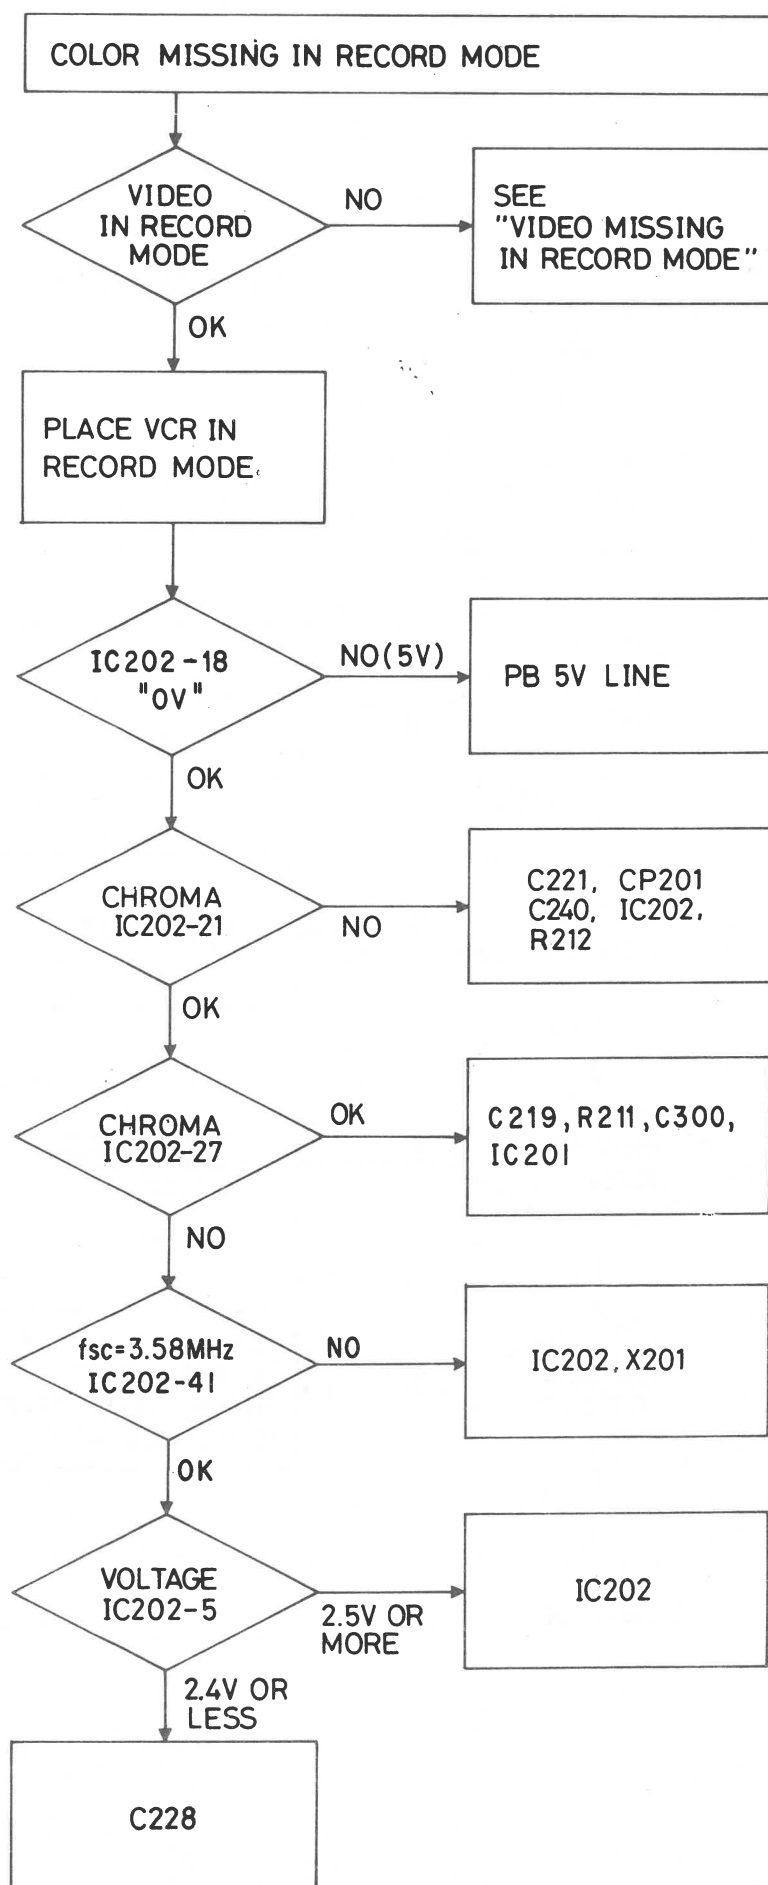 COLOR MISSING IN RECORD MODE
VIDEO
IN RECORD
MODE
NO
SEE
"VIDEO MISSING
IN RECORD MODE"
OK
PLACE VCR IN
RECORD MODE.
IC202-18
"0V"
NO(5V)
PB 5V LINE
OK
CHROMA
IC202-21
NO
C221, CP201
C240, IC202,
R212
OK
CHROMA
IC202-27
OK
C219, R211, C300,
IC201
NO
fsc=3.58MHz
IC202-41
NO
IC202, X201
OK
VOLTAGE
IC202-5
2.5V OR
MORE
IC202
2.4V OR
LESS
C228